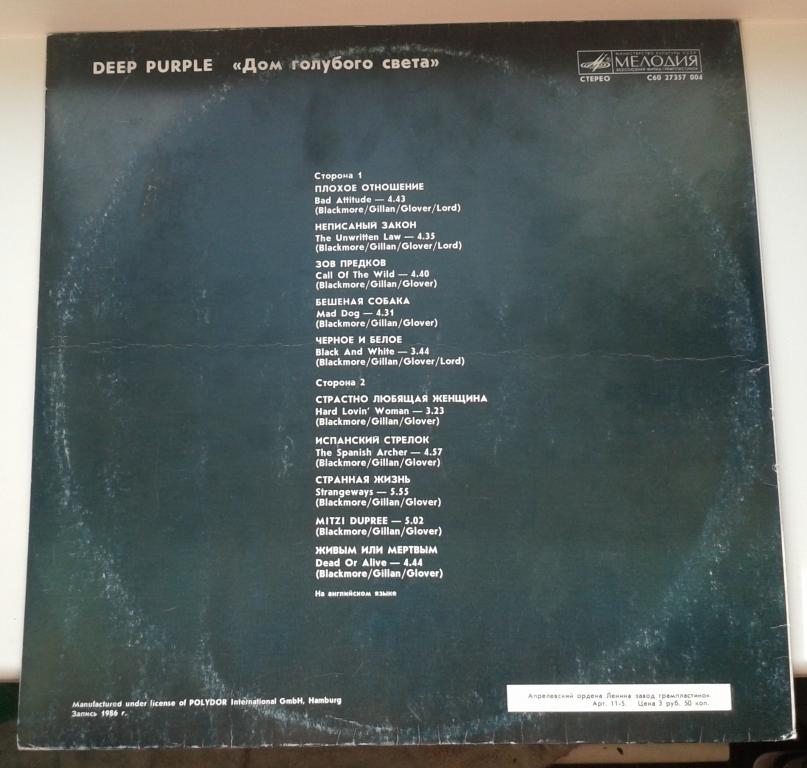 DEEP PURPLE «Дом голубого света»
МИНИСТЕРСТВО КУЛЬТУРЫ СССР
МЕЛОДИЯ
ВСЕСОЮЗНАЯ ФИРМА ГРАМПЛАСТИНОК
СТЕРЕО С60 27357 004
Сторона 1
ПЛОХОЕ ОТНОШЕНИЕ
Bad Attitude — 4.43
(Blackmore/Gillan/Glover/Lord)
НЕПИСАНЫЙ ЗАКОН
The Unwritten Law — 4.35
(Blackmore/Gillan/Glover/Lord)
ЗОВ ПРЕДКОВ
Call Of The Wild — 4.40
(Blackmore/Gillan/Glover)
БЕШЕНАЯ СОБАКА
Mad Dog — 4.31
(Blackmore/Gillan/Glover)
ЧЕРНОЕ И БЕЛОЕ
Black And White — 3.44
(Blackmore/Gillan/Glover/Lord)
Сторона 2
СТРАСТНО ЛЮБЯЩАЯ ЖЕНЩИНА
Hard Lovin' Woman — 3.23
(Blackmore/Gillan/Glover)
ИСПАНСКИЙ СТРЕЛОК
The Spanish Archer — 4.57
(Blackmore/Gillan/Glover)
СТРАННАЯ ЖИЗНЬ
Strangeways — 5.55
(Blackmore/Gillan/Glover)
MITZI DUPREE — 5.02
(Blackmore/Gillan/Glover)
ЖИВЫМ ИЛИ МЕРТВЫМ
Dead Or Alive — 4.44
(Blackmore/Gillan/Glover)
На английском языке
Manufactured under license of POLYDOR International GmbH, Hamburg
Запись 1986 г.
Апрелевский ордена Ленина завод грампластинок.
Арт. 11-5. Цена 3 руб. 50 коп.